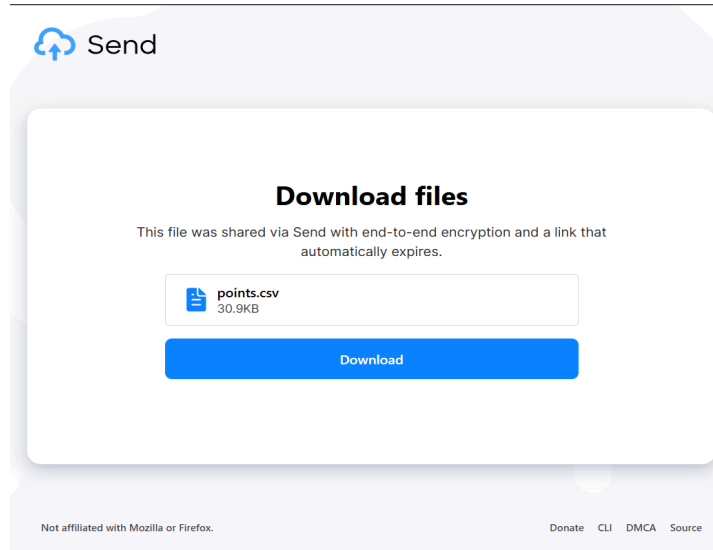 Send
Download files
This file was shared via Send with end-to-end encryption and a link that
automatically expires.
points.csv
30.9KB
Download
Not affiliated with Mozilla or Firefox.
Donate CLI DMCA Source